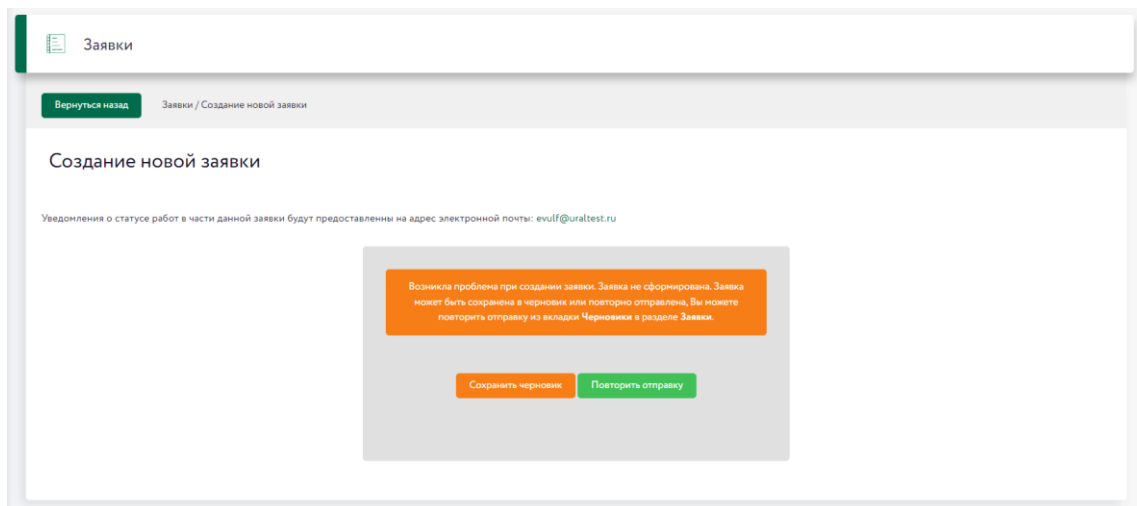 Заявки
Вернуться назад
Заявки / Создание новой заявки
Создание новой заявки
Уведомления о статусе работ в части данной заявки будут предоставленны на адрес электронной почты: evulf@uraltest.ru
Возникла проблема при создании заявки. Заявка не сформирована. Заявка
может быть сохранена в черновик или повторно отправлена, Вы можете
повторить отправку из вкладки Черновики в разделе Заявки.
Сохранить черновик
Повторить отправку